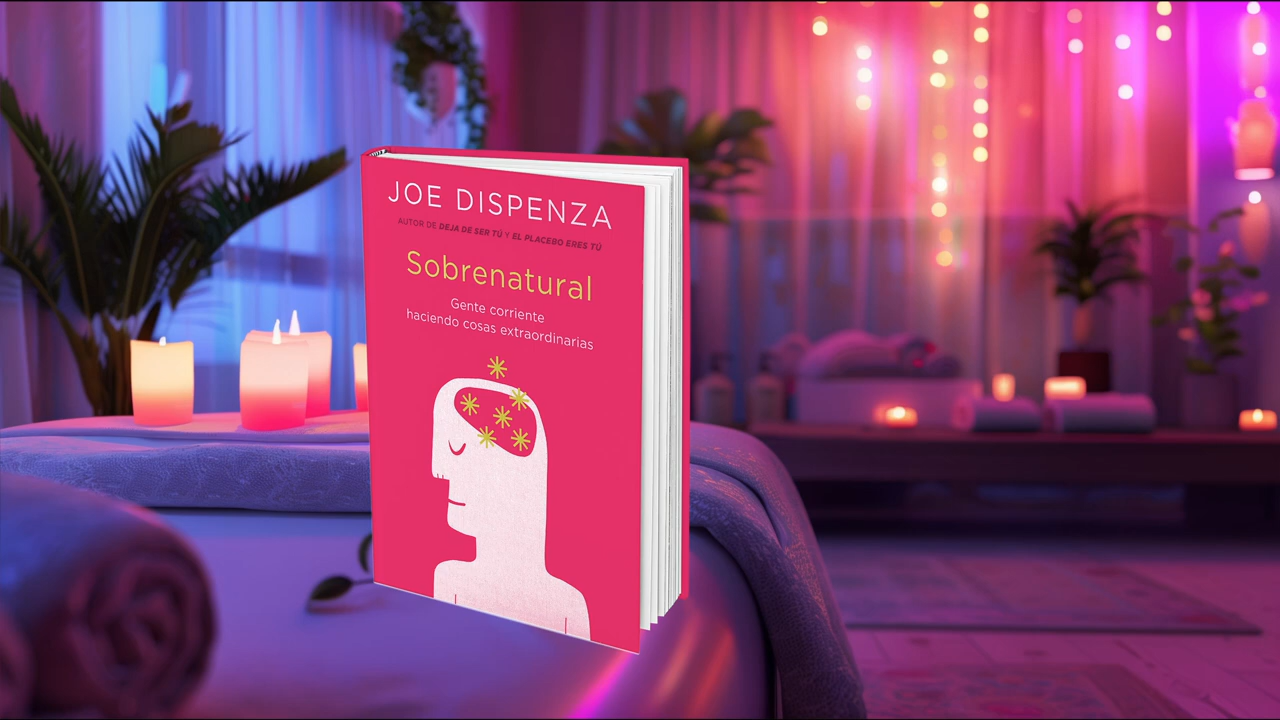 JOE DISPENZA
AUTOR DE DEJA DE SER TÚ Y EL PLACEBO ERES TÚ
Sobrenatural
Gente corriente
haciendo cosas extraordinarias